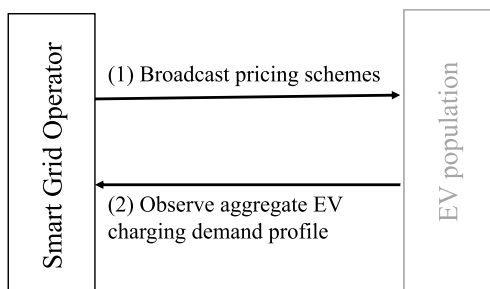 Smart Grid Operator
(1) Broadcast pricing schemes
(2) Observe aggregate EV
charging demand profile
EV population